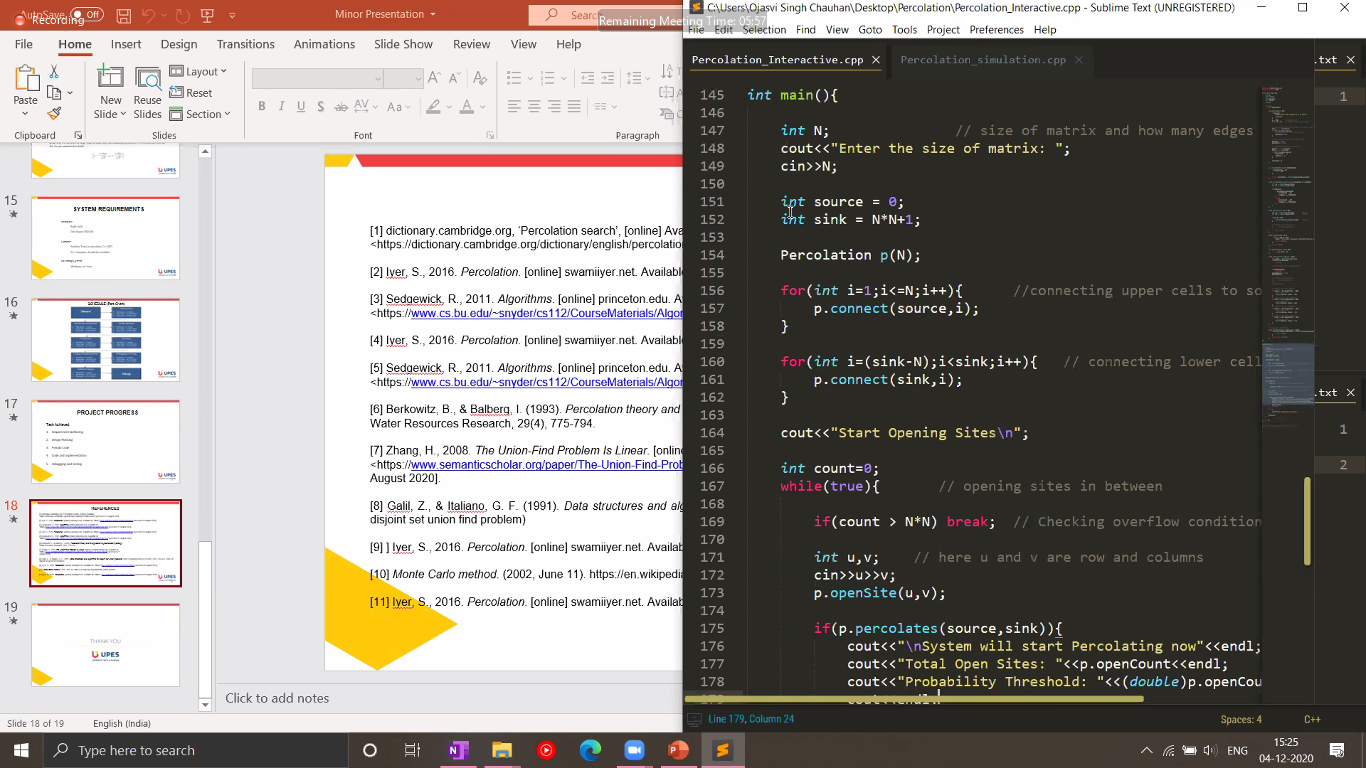 Recording
AutoSave Off
Minor Presentation
Remaining Meeting Time: 05:57
C:\Users\Ojasvi Singh Chauhan\Desktop\Percolation\Percolation_Interactive.cpp - Sublime Text (UNREGISTERED)
File Home Insert Design Transitions Animations Slide Show Review View Help
File Edit Selection Find View Goto Tools Project Preferences Help
Percolation_Interactive.cpp
Percolation_simulation.cpp
.txt
Paste
New Slide
Reuse Slides
Layout
Reset
Section
Clipboard
Font
Paragraph
15
SYSTEM REQUIREMENTS
UPES
16
UPES
17
PROJECT PROGRESS
UPES
18
REFERENCES
UPES
19
THANK YOU
UPES
[1] dictionary.cambridge.org, 'Percolation search', [online] Av
<https://dictionary.cambridge.org/dictionary/english/percolation
[2] Iyer, S., 2016. Percolation. [online] swamiiyer.net. Availab
[3] Sedgewick, R., 2011. Algorithms. [online] princeton.edu. A
<https://www.cs.bu.edu/~snyder/cs112/CourseMaterials/Algo
[4] Iyer, S., 2016. Percolation. [online] swamiiyer.net. Availab
[5] Sedgewick, R., 2011. Algorithms. [online] princeton.edu. A
<https://www.cs.bu.edu/~snyder/cs112/CourseMaterials/Algo
[6] Berkowitz, B., & Balberg, I. (1993). Percolation theory and
Water Resources Research, 29(4), 775-794.
[7] Zhang, H., 2008. The Union-Find Problem Is Linear. [online
<https://www.semanticscholar.org/paper/The-Union-Find-Prob
August 2020].
[8] Galil, Z., & Italiano, G. F. (1991). Data structures and alg
disjoint set union find problem)
[9] ] Iyer, S., 2016. Percolation. [online] swamiiyer.net. Availab
[10] Monte Carlo method. (2002, June 11). https://en.wikipedia
[11] Iyer, S., 2016. Percolation. [online] swamiiyer.net. Availab
Click to add notes
Slide 18 of 19 English (India)
145 int main(){
146
147 int N; // size of matrix and how many edges
148 cout<<"Enter the size of matrix: ";
149 cin>>N;
150
151 int source = 0;
152 int sink = N*N+1;
153
154 Percolation p(N);
155
156 for(int i=1;i<=N;i++){ //connecting upper cells to so
157 p.connect(source,i);
158 }
159
160 for(int i=(sink-N);i<sink;i++){ // connecting lower cell
161 p.connect(sink,i);
162 }
163
164 cout<<"Start Opening Sites\n";
165
166 int count=0;
167 while(true){ // opening sites in between
168
169 if(count > N*N) break; // Checking overflow condition
170
171 int u,v; // here u and v are row and columns
172 cin>>u>>v;
173 p.openSite(u,v);
174
175 if(p.percolates(source,sink)){
176 cout<<"\nSystem will start Percolating now"<<endl;
177 cout<<"Total Open Sites: "<<p.openCount<<endl;
178 cout<<"Probability Threshold: "<<(double)p.openCou
179 cout<<endl;
1
.txt
1
2
Line 179, Column 24 Spaces: 4 C++
Type here to search
ENG
15:25
04-12-2020